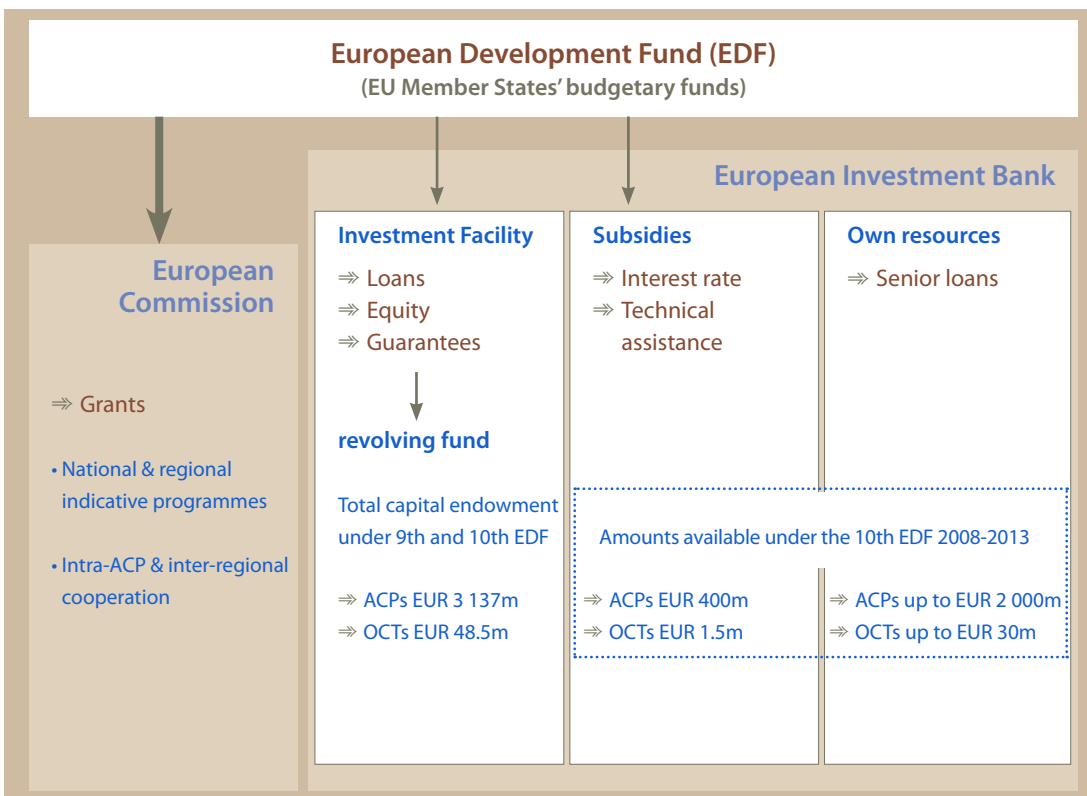 European Development Fund (EDF)
(EU Member States’ budgetary funds)
European
Commission
⇒ Grants
• National & regional
indicative programmes
• Intra-ACP & inter-regional
cooperation
European Investment Bank
Investment Facility
⇒ Loans
⇒ Equity
⇒ Guarantees
revolving fund
Total capital endowment
under 9th and 10th EDF
⇒ ACPs EUR 3 137m
⇒ OCTs EUR 48.5m
Subsidies
⇒ Interest rate
⇒ Technical
assistance
Own resources
⇒ Senior loans
Amounts available under the 10th EDF 2008-2013
⇒ ACPs EUR 400m
⇒ OCTs EUR 1.5m
⇒ ACPs up to EUR 2 000m
⇒ OCTs up to EUR 30m